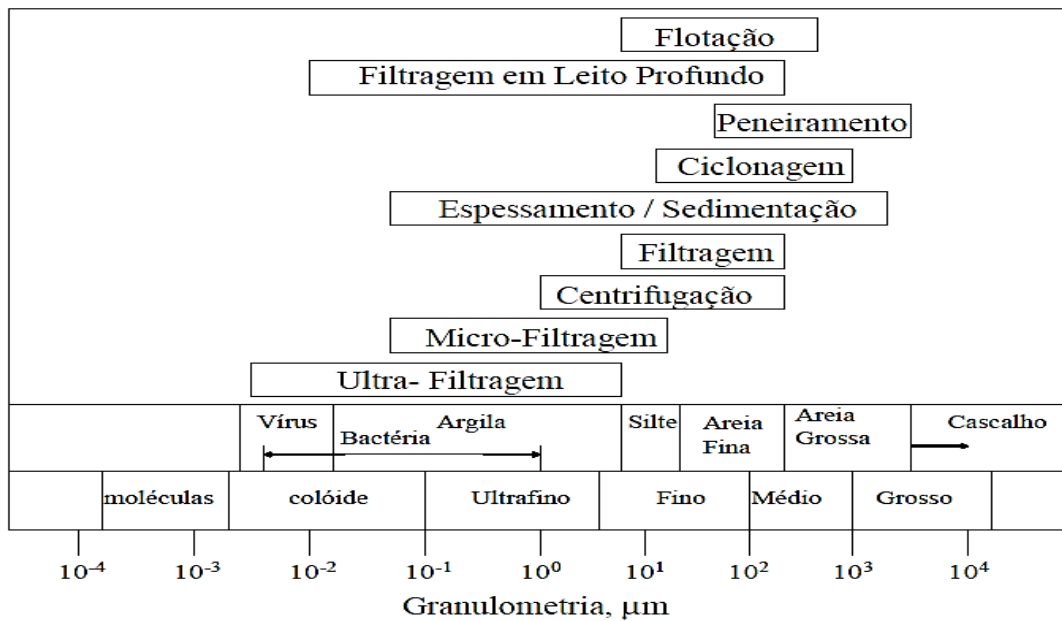 Flotação
Filtragem em Leito Profundo
Peneiramento
Ciclonagem
Espessamento / Sedimentação
Filtragem
Centrifugação
Micro-Filtragem
Ultra- Filtragem
Vírus
Bactéria
Argila
Silte
Areia
Fina
Areia
Grossa
Cascalho
moléculas
colóide
Ultrafino
Fino
Médio
Grosso
10⁻⁴ 10⁻³ 10⁻² 10⁻¹ 10⁰ 10¹ 10² 10³ 10⁴
Granulometria, μm